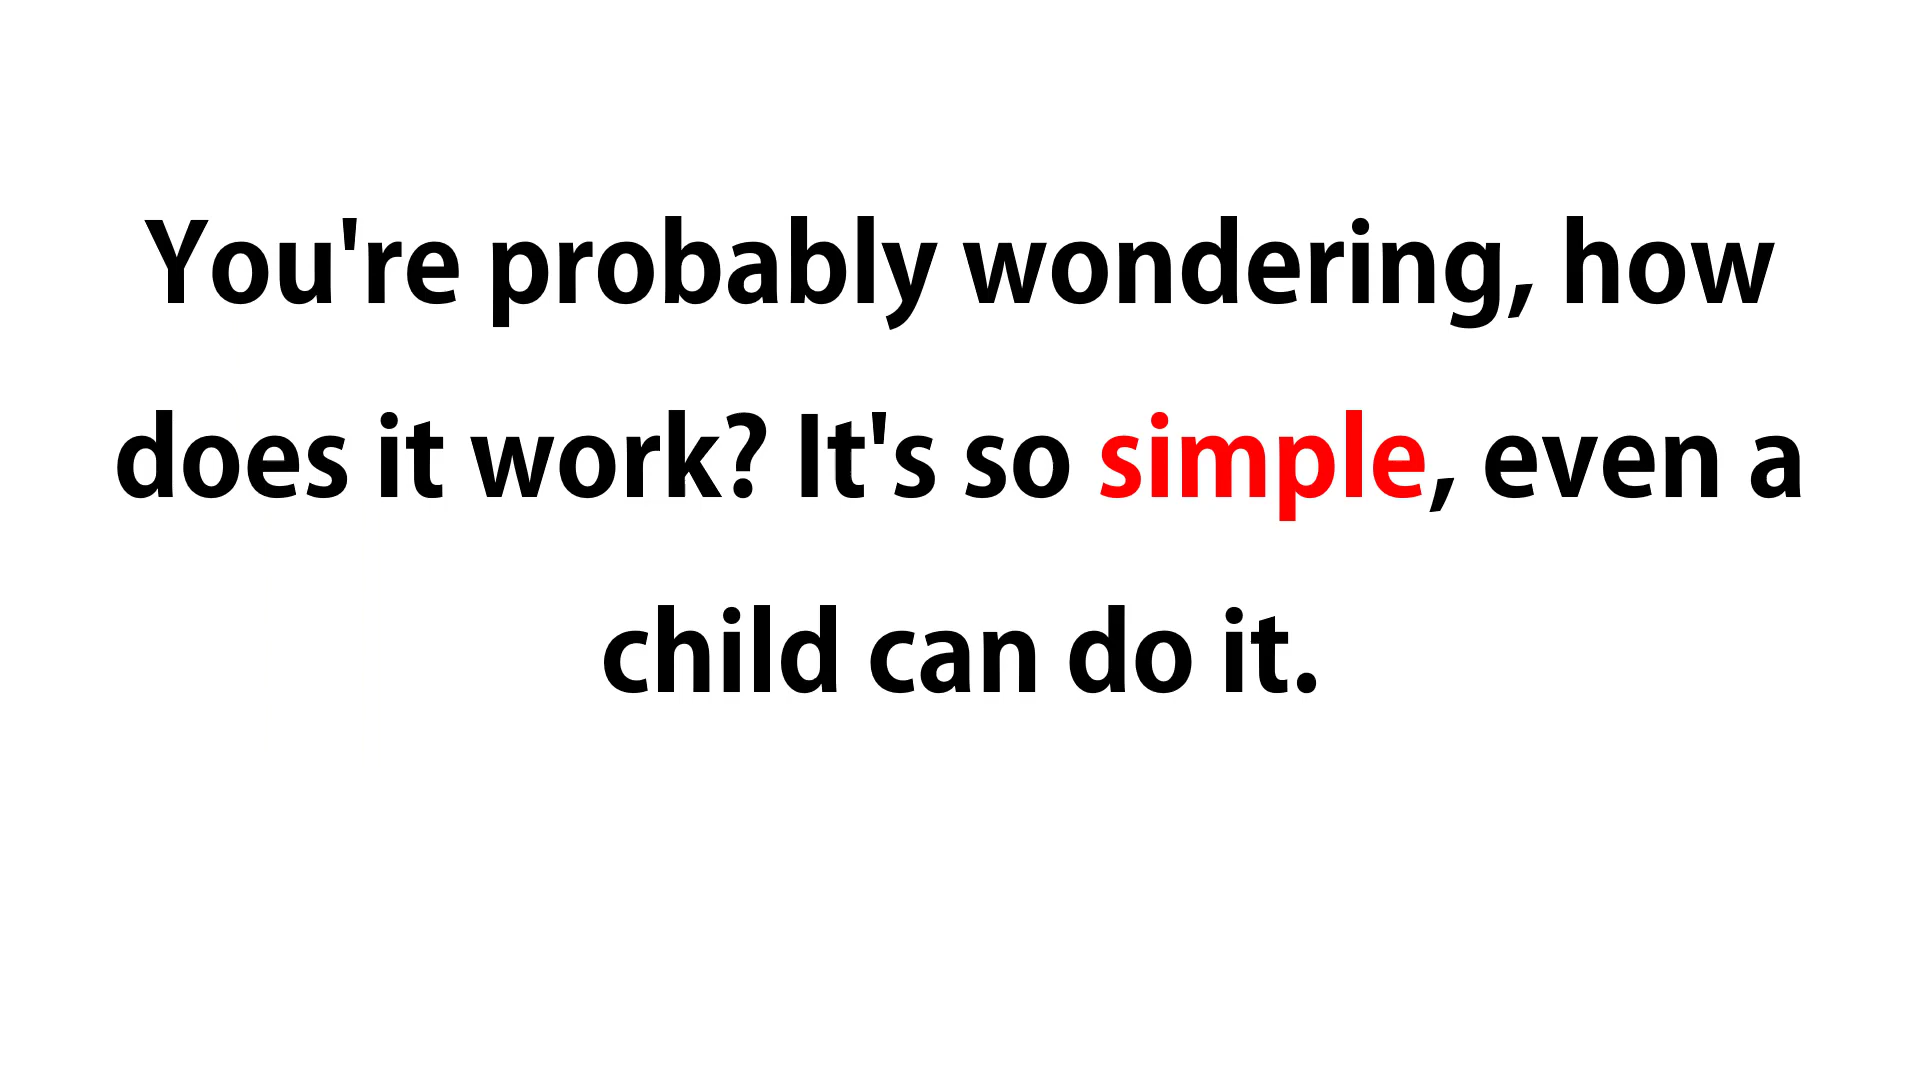 You're probably wondering, how
does it work? It's so simple, even a
child can do it.